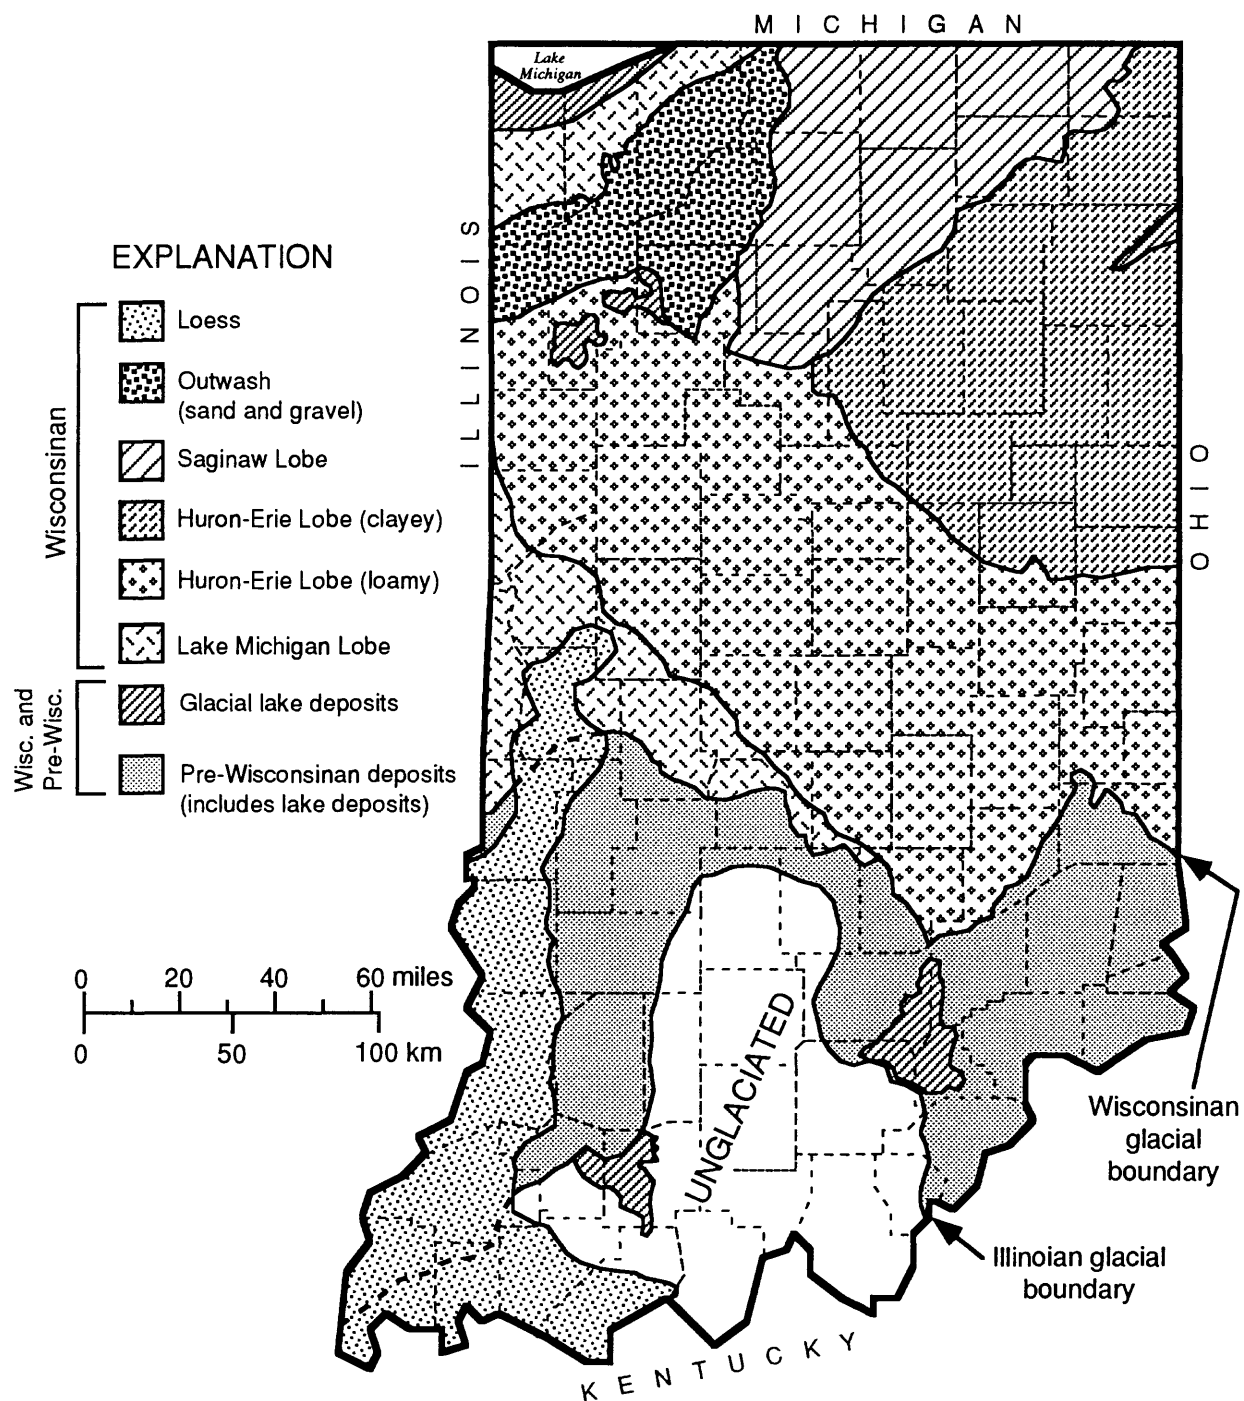 MICHIGAN
Lake
Michigan
ILLINOIS
EXPLANATION
Wisconsinan
Loess
Outwash
(sand and gravel)
Saginaw Lobe
Huron-Erie Lobe (clayey)
Huron-Erie Lobe (loamy)
Lake Michigan Lobe
Wisc. and
Pre-Wisc.
Glacial lake deposits
Pre-Wisconsinan deposits
(includes lake deposits)
OHIO
0 20 40 60 miles
0 50 100 km
UNGLACIATED
Wisconsinan
glacial
boundary
Illinoian glacial
boundary
KENTUCKY